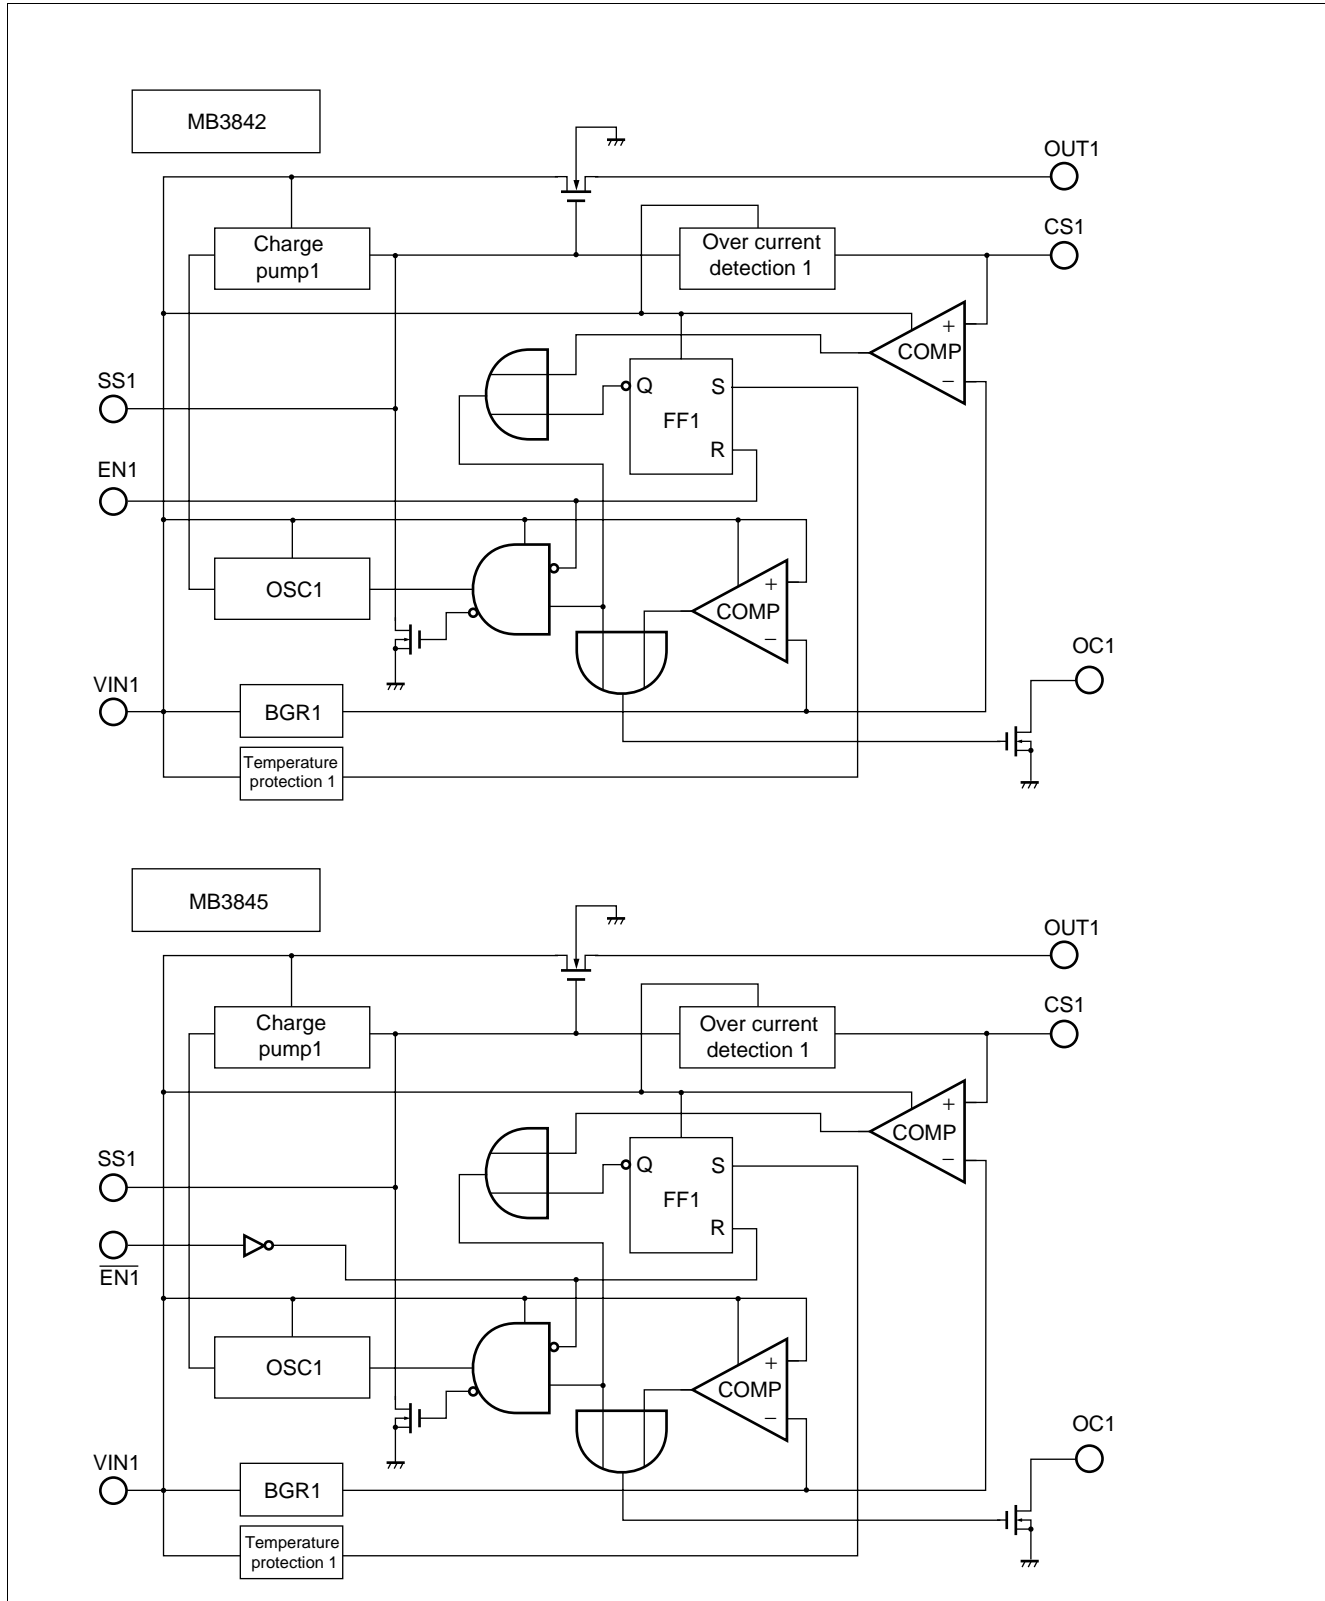 MB3842
OUT1
Charge
pump1
Over current
detection 1
CS1
+
COMP
−
SS1
Q
S
FF1
R
EN1
OSC1
+
COMP
−
OC1
VIN1
BGR1
Temperature
protection 1
MB3845
OUT1
Charge
pump1
Over current
detection 1
CS1
+
COMP
−
SS1
Q
S
FF1
R
E̅N̅1̅
OSC1
+
COMP
−
OC1
VIN1
BGR1
Temperature
protection 1